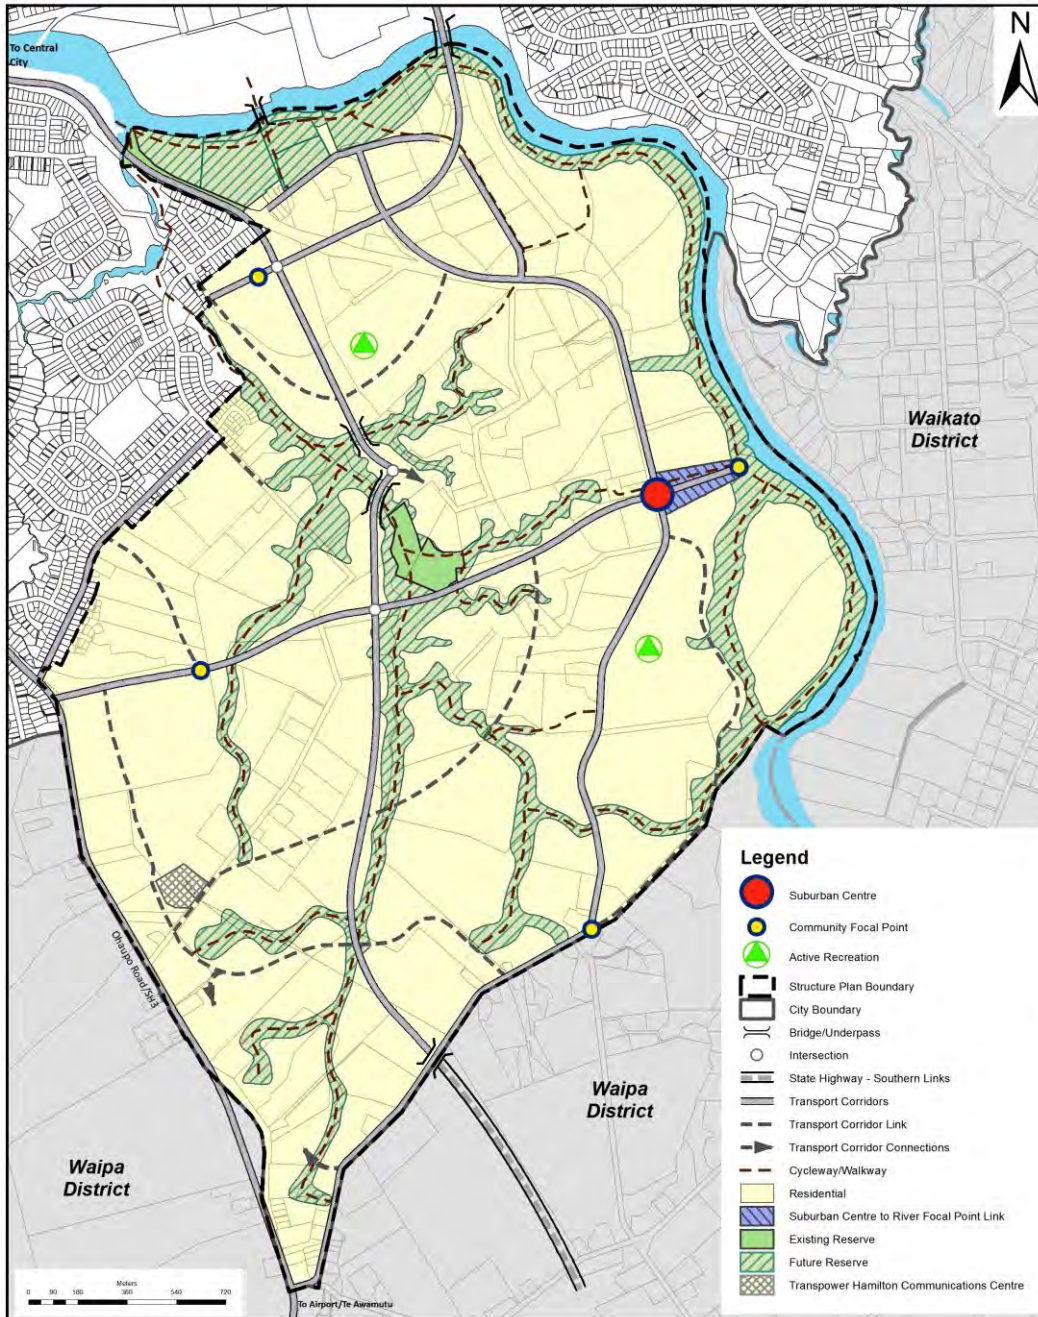 To Central
City
N
Waikato
District
Ohaupo Road/SH3
Waipa
District
Waipa
District
Legend
Suburban Centre
Community Focal Point
Active Recreation
Structure Plan Boundary
City Boundary
Bridge/Underpass
Intersection
State Highway - Southern Links
Transport Corridors
Transport Corridor Link
Transport Corridor Connections
Cycleway/Walkway
Residential
Suburban Centre to River Focal Point Link
Existing Reserve
Future Reserve
Transpower Hamilton Communications Centre
Meters
0 90 180 360 540 720
To Airport/Te Awamutu